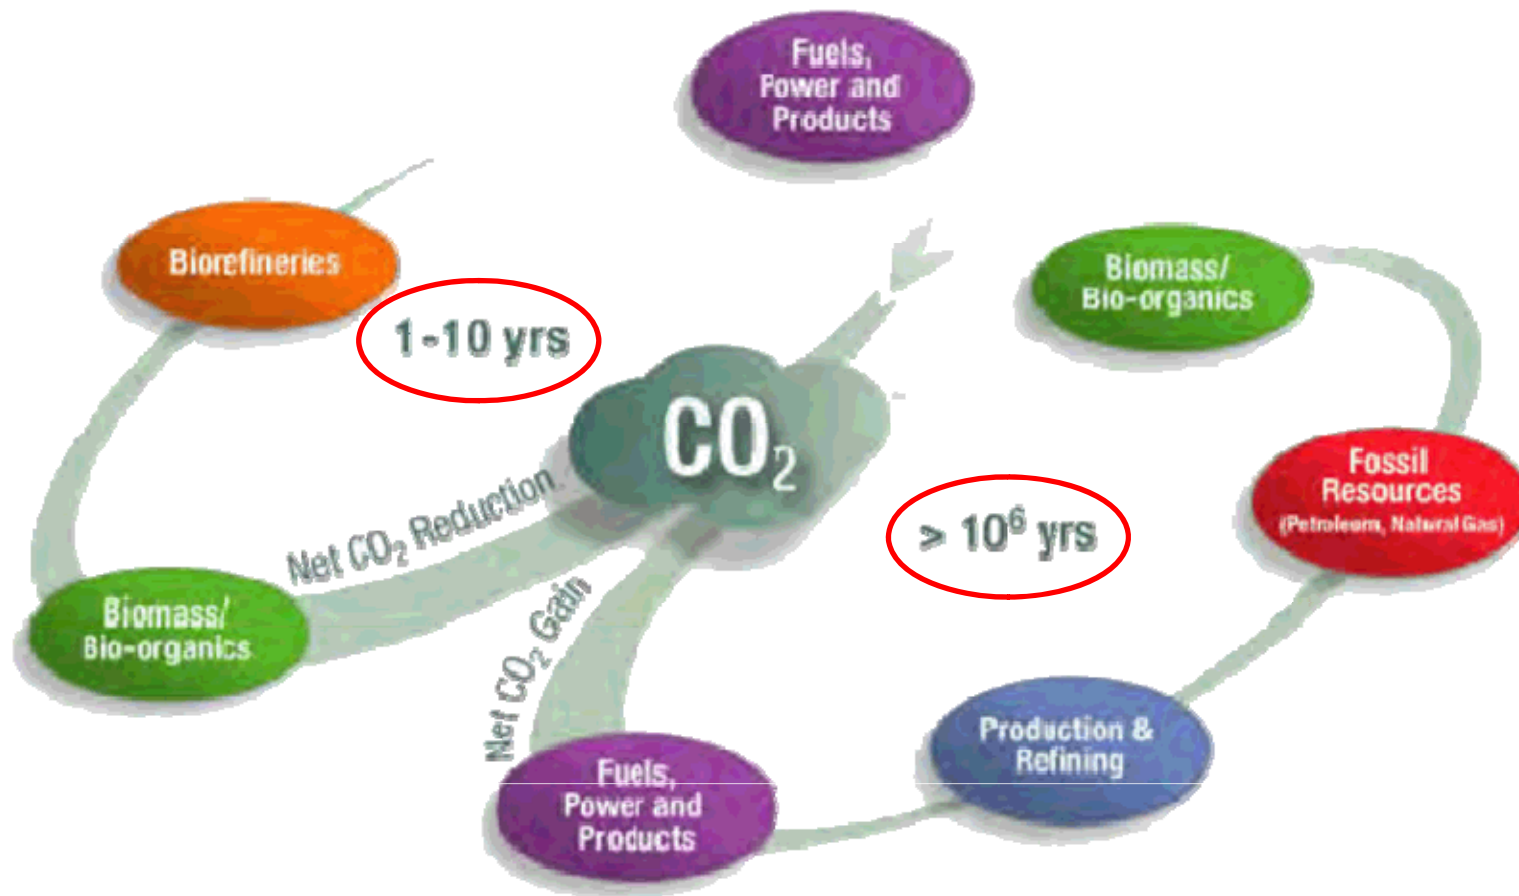 Fuels,
Power and
Products
Biorefineries
1-10 yrs
Biomass/
Bio-organics
CO₂
Fossil
Resources
(Petroleum, Natural Gas)
> 10⁶ yrs
Net CO₂ Reduction
Biomass/
Bio-organics
Net CO₂ Gain
Production &
Refining
Fuels,
Power and
Products